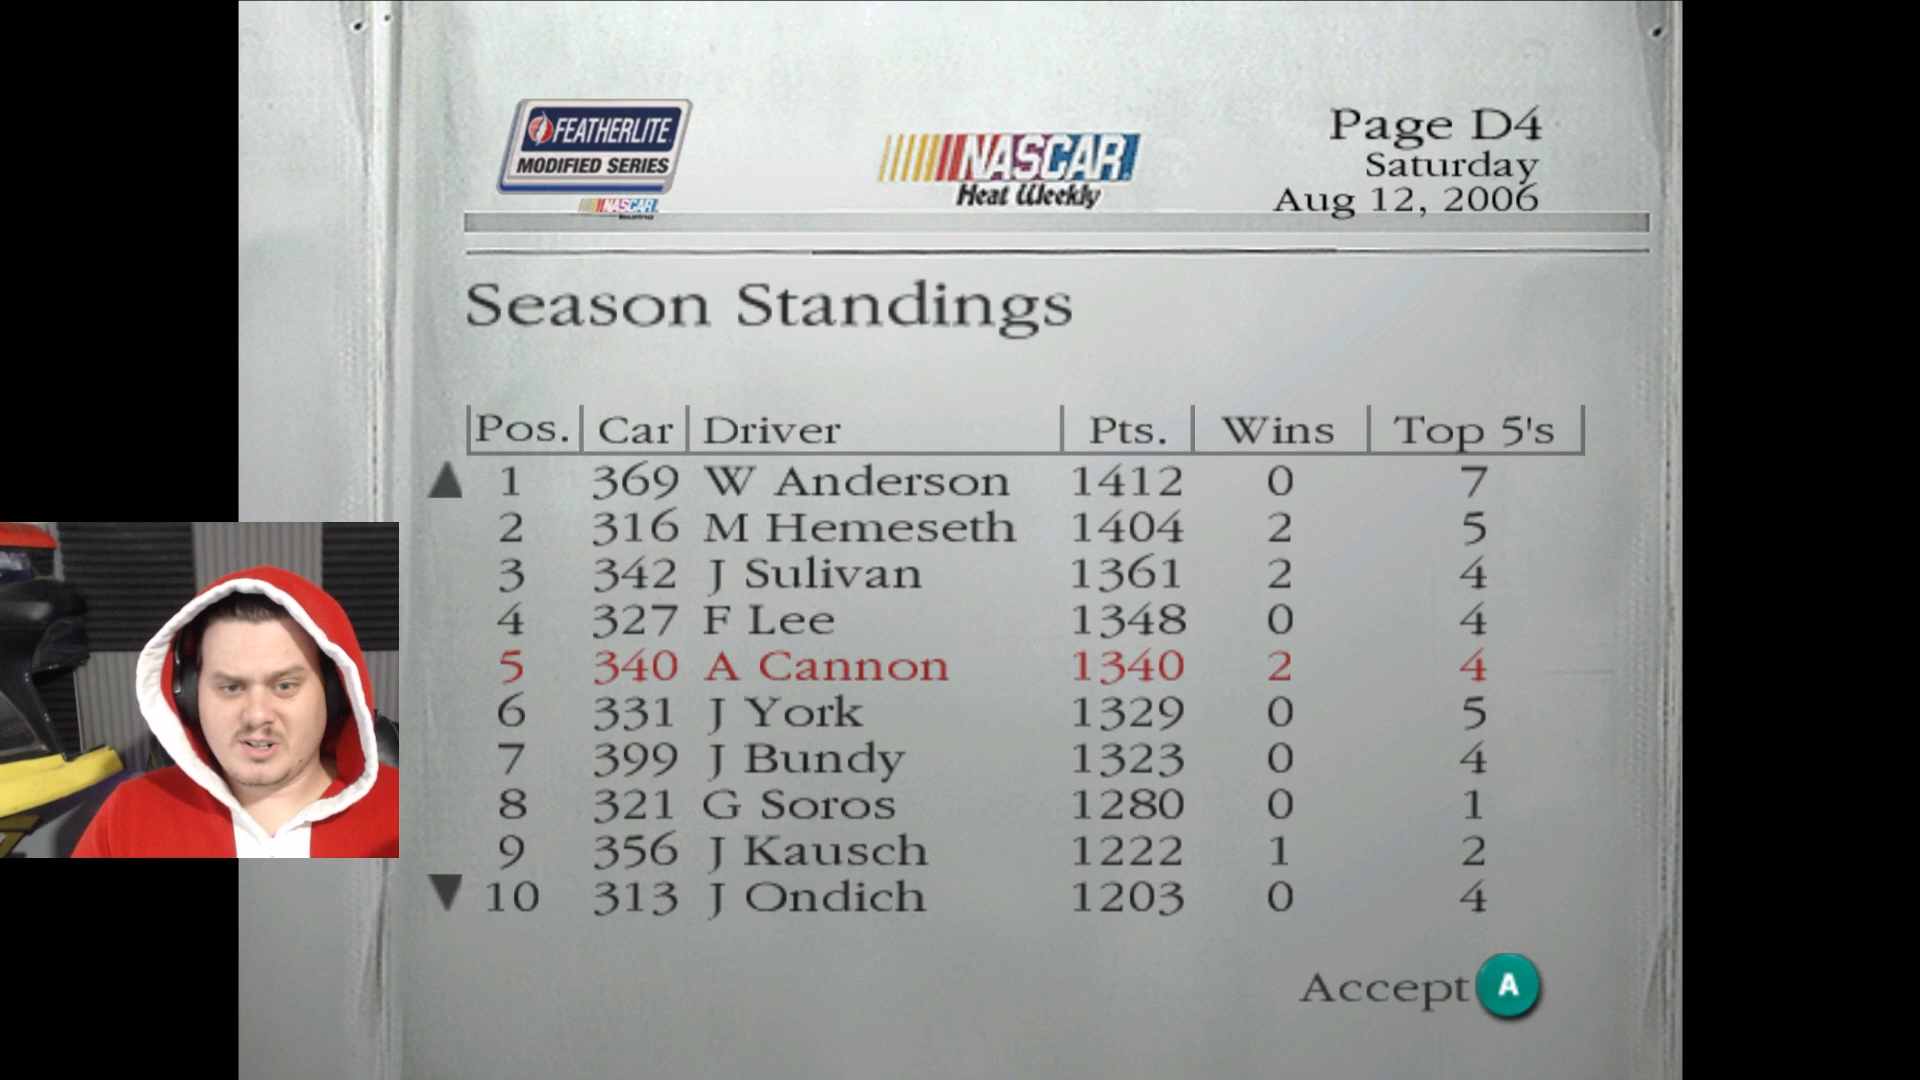 FEATHERLITE
MODIFIED SERIES
NASCAR
NASCAR
Heat Weekly
Page D4
Saturday
Aug 12, 2006
Season Standings
Pos. Car Driver Pts. Wins Top 5's
1 369 W Anderson 1412 0 7
2 316 M Hemeseth 1404 2 5
3 342 J Sulivan 1361 2 4
4 327 F Lee 1348 0 4
5 340 A Cannon 1340 2 4
6 331 J York 1329 0 5
7 399 J Bundy 1323 0 4
8 321 G Soros 1280 0 1
9 356 J Kausch 1222 1 2
10 313 J Ondich 1203 0 4
Accept A